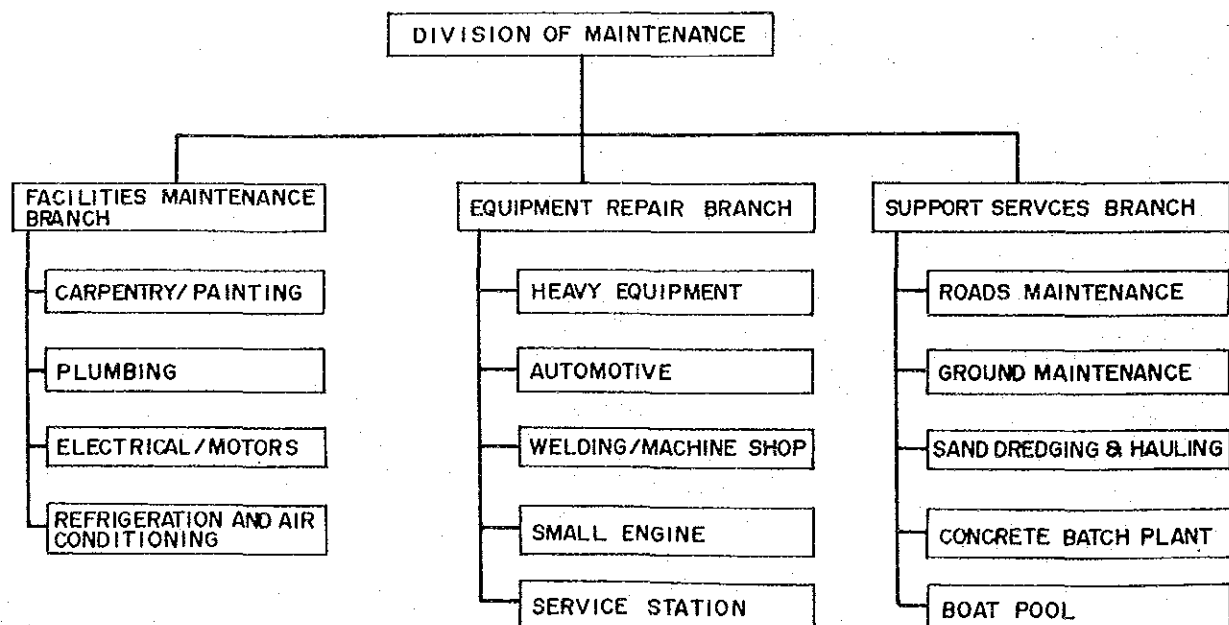 DIVISION OF MAINTENANCE
FACILITIES MAINTENANCE
BRANCH
CARPENTRY/PAINTING
PLUMBING
ELECTRICAL/MOTORS
REFRIGERATION AND AIR
CONDITIONING
EQUIPMENT REPAIR BRANCH
HEAVY EQUIPMENT
AUTOMOTIVE
WELDING/MACHINE SHOP
SMALL ENGINE
SERVICE STATION
SUPPORT SERVCES BRANCH
ROADS MAINTENANCE
GROUND MAINTENANCE
SAND DREDGING & HAULING
CONCRETE BATCH PLANT
BOAT POOL